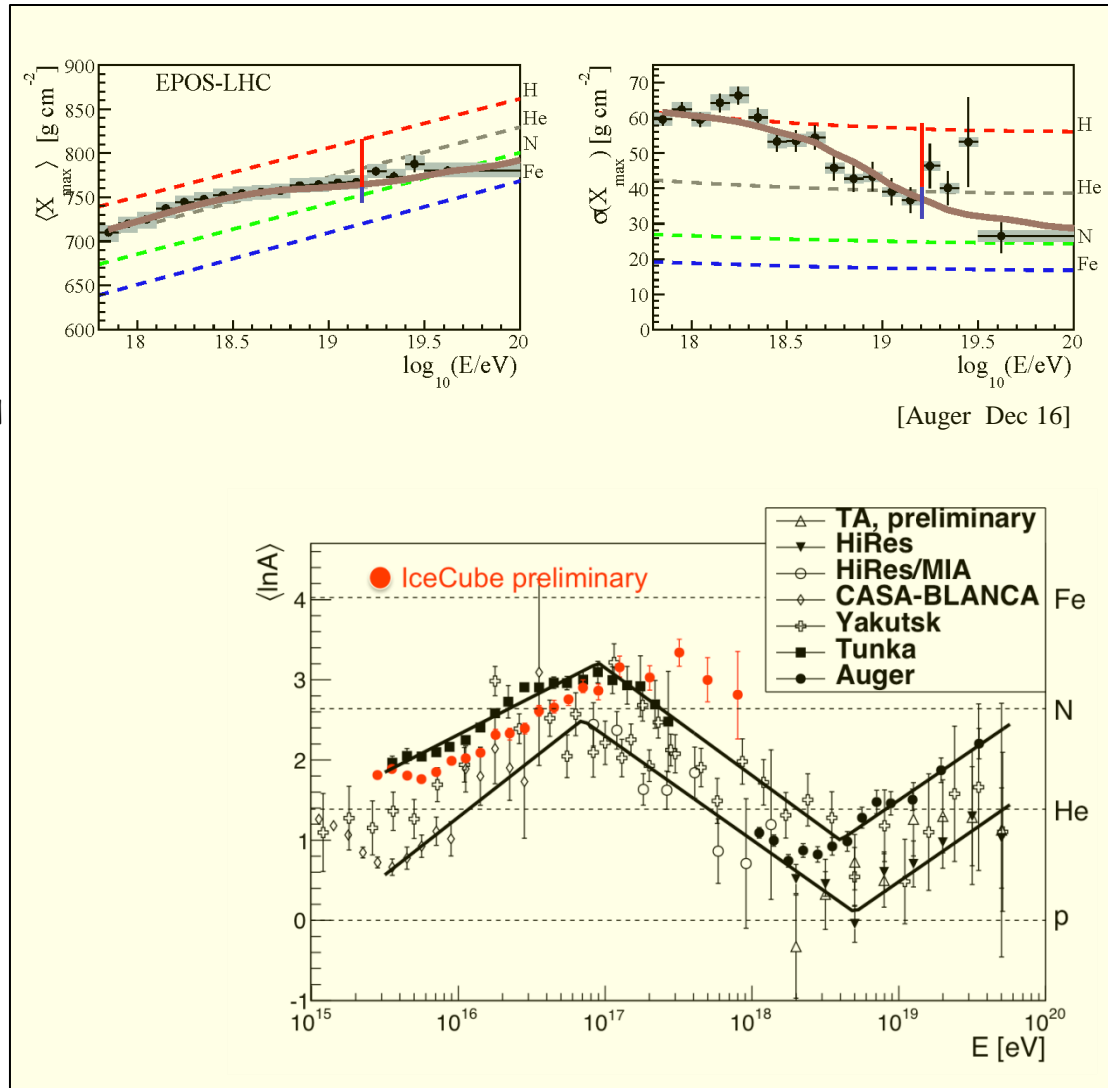 900
850
800
750
700
650
600
⟨X_max⟩ [g cm^-2]
EPOS-LHC
H
He
N
Fe
18
18.5
19
19.5
20
log_10(E/eV)
70
60
50
40
30
20
10
0
σ(X_max) [g cm^-2]
H
He
N
Fe
18
18.5
19
19.5
20
log_10(E/eV)
[Auger Dec 16]
⟨lnA⟩
4
3
2
1
0
-1
IceCube preliminary
TA, preliminary
HiRes
HiRes/MIA
CASA-BLANCA
Yakutsk
Tunka
Auger
Fe
N
He
p
10^15
10^16
10^17
10^18
10^19
10^20
E [eV]